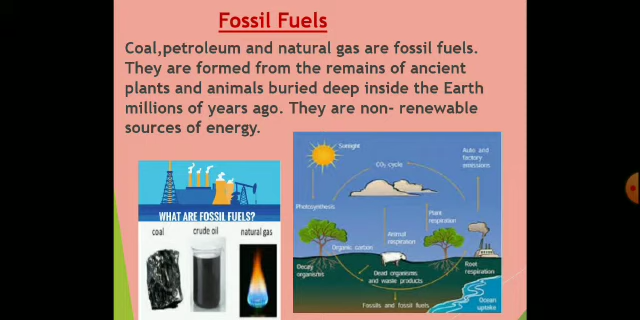 Fossil Fuels
Coal,petroleum and natural gas are fossil fuels.
They are formed from the remains of ancient
plants and animals buried deep inside the Earth
millions of years ago. They are non- renewable
sources of energy.
WHAT ARE FOSSIL FUELS?
coal crude oil natural gas
Sunlight
CO₂ cycle
Auto and
factory
emissions
Photosynthesis
Plant
respiration
Animal
respiration
Organic carbon
Decay
organisms
Dead organisms
and waste products
Root
respiration
Fossils and fossil fuels
Ocean
uptake